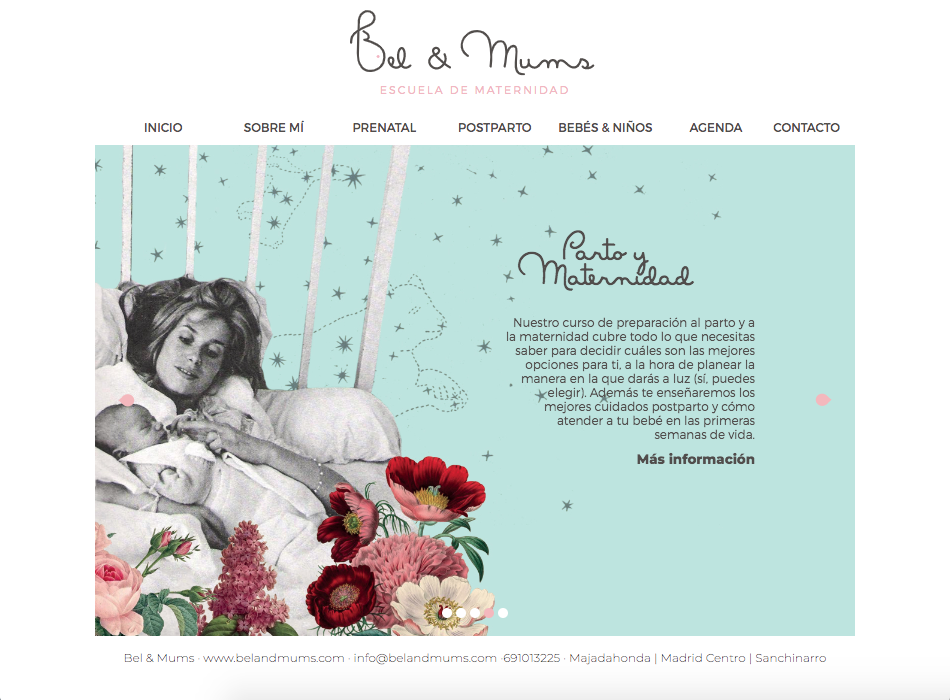 Bel & Mums
ESCUELA DE MATERNIDAD
INICIO SOBRE MÍ PRENATAL POSTPARTO BEBÉS & NIÑOS AGENDA CONTACTO
Parto y
Maternidad
Nuestro curso de preparación al parto y a
la maternidad cubre todo lo que necesitas
saber para decidir cuáles son las mejores
opciones para ti, a la hora de planear la
manera en la que darás a luz (sí, puedes
elegir). Además te enseñaremos los
mejores cuidados postparto y cómo
atender a tu bebé en las primeras
semanas de vida.
Más información
Bel & Mums · www.belandmums.com · info@belandmums.com ·691013225 · Majadahonda | Madrid Centro | Sanchinarro